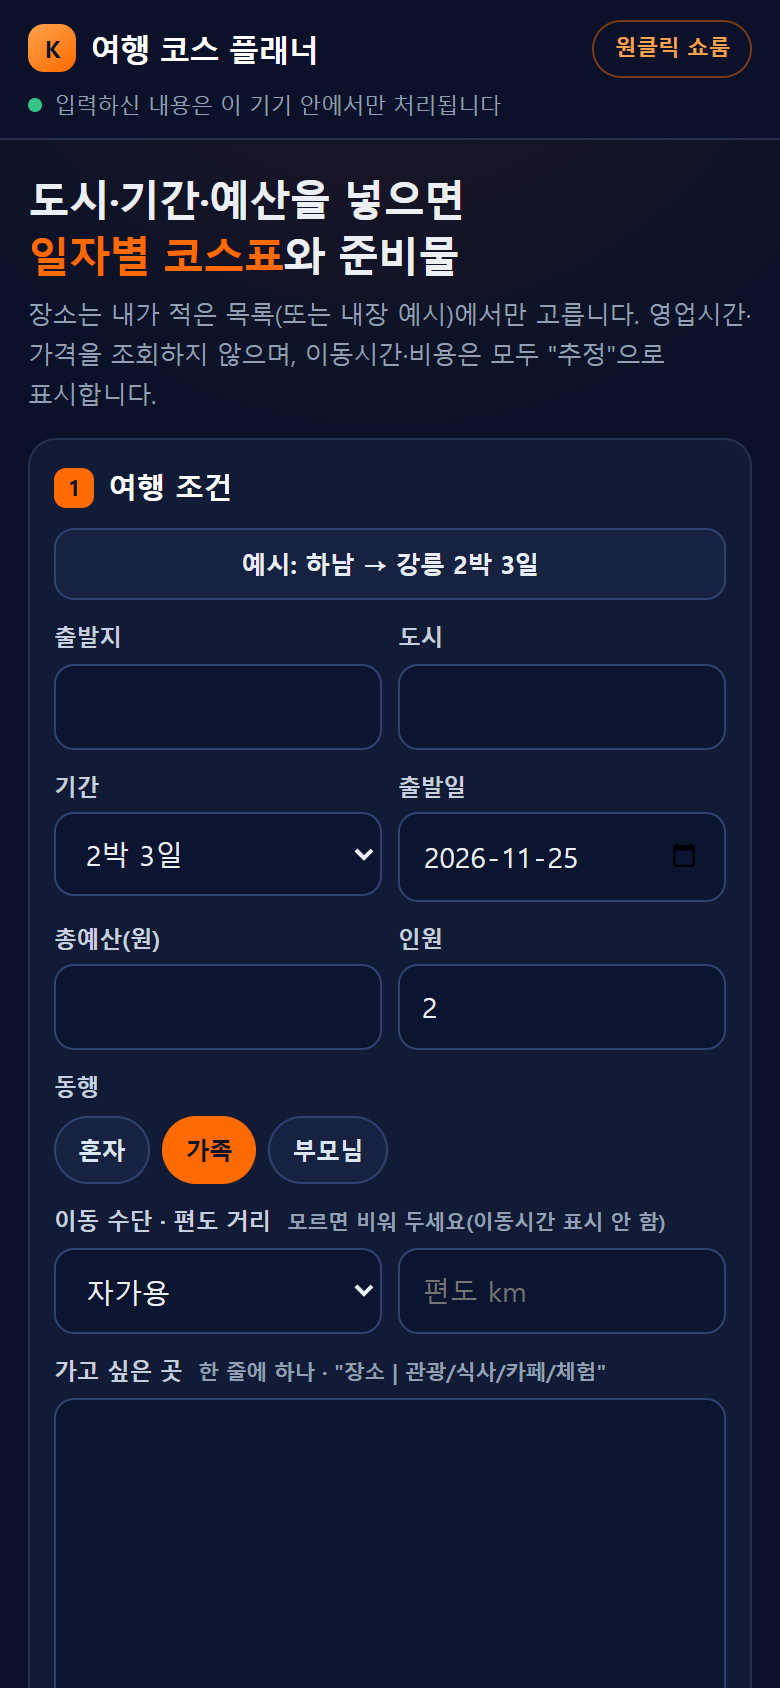 K 여행 코스 플래너
원클릭 쇼룸
입력하신 내용은 이 기기 안에서만 처리됩니다
도시·기간·예산을 넣으면
일자별 코스표와 준비물
장소는 내가 적은 목록(또는 내장 예시)에서만 고릅니다. 영업시간·
가격을 조회하지 않으며, 이동시간·비용은 모두 "추정"으로
표시합니다.
1 여행 조건
예시: 하남 → 강릉 2박 3일
출발지 도시
기간 출발일
2박 3일 2026-11-25
총예산(원) 인원
2
동행
혼자 가족 부모님
이동 수단 · 편도 거리 모르면 비워 두세요(이동시간 표시 안 함)
자가용 편도 km
가고 싶은 곳 한 줄에 하나 · "장소 | 관광/식사/카페/체험"